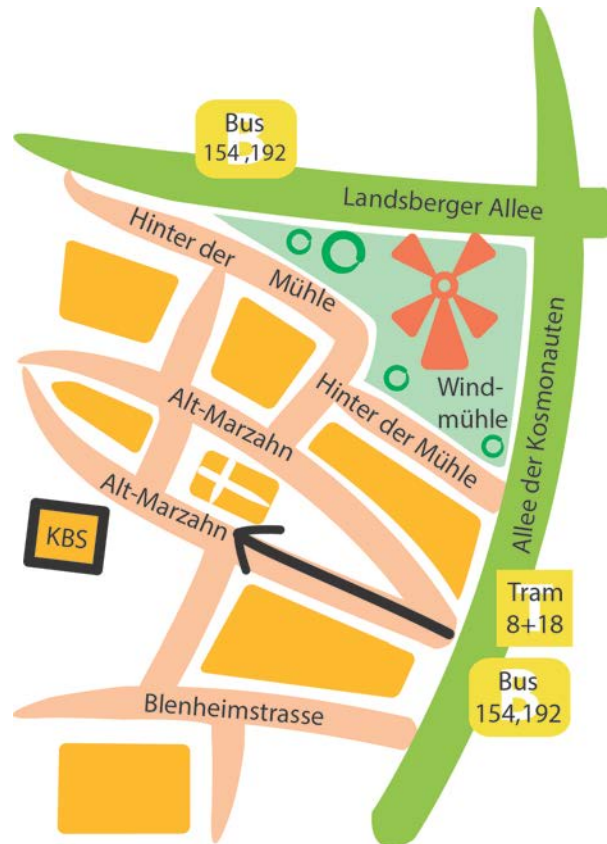 B
Bus
154 ,192
Landsberger Allee
Hinter der
Mühle
Wind-
mühle
Hinter der Mühle
Allee der Kosmonauten
Alt-Marzahn
Alt-Marzahn
KBS
T
Tram
8+18
B
Bus
154,192
Blenheimstrasse